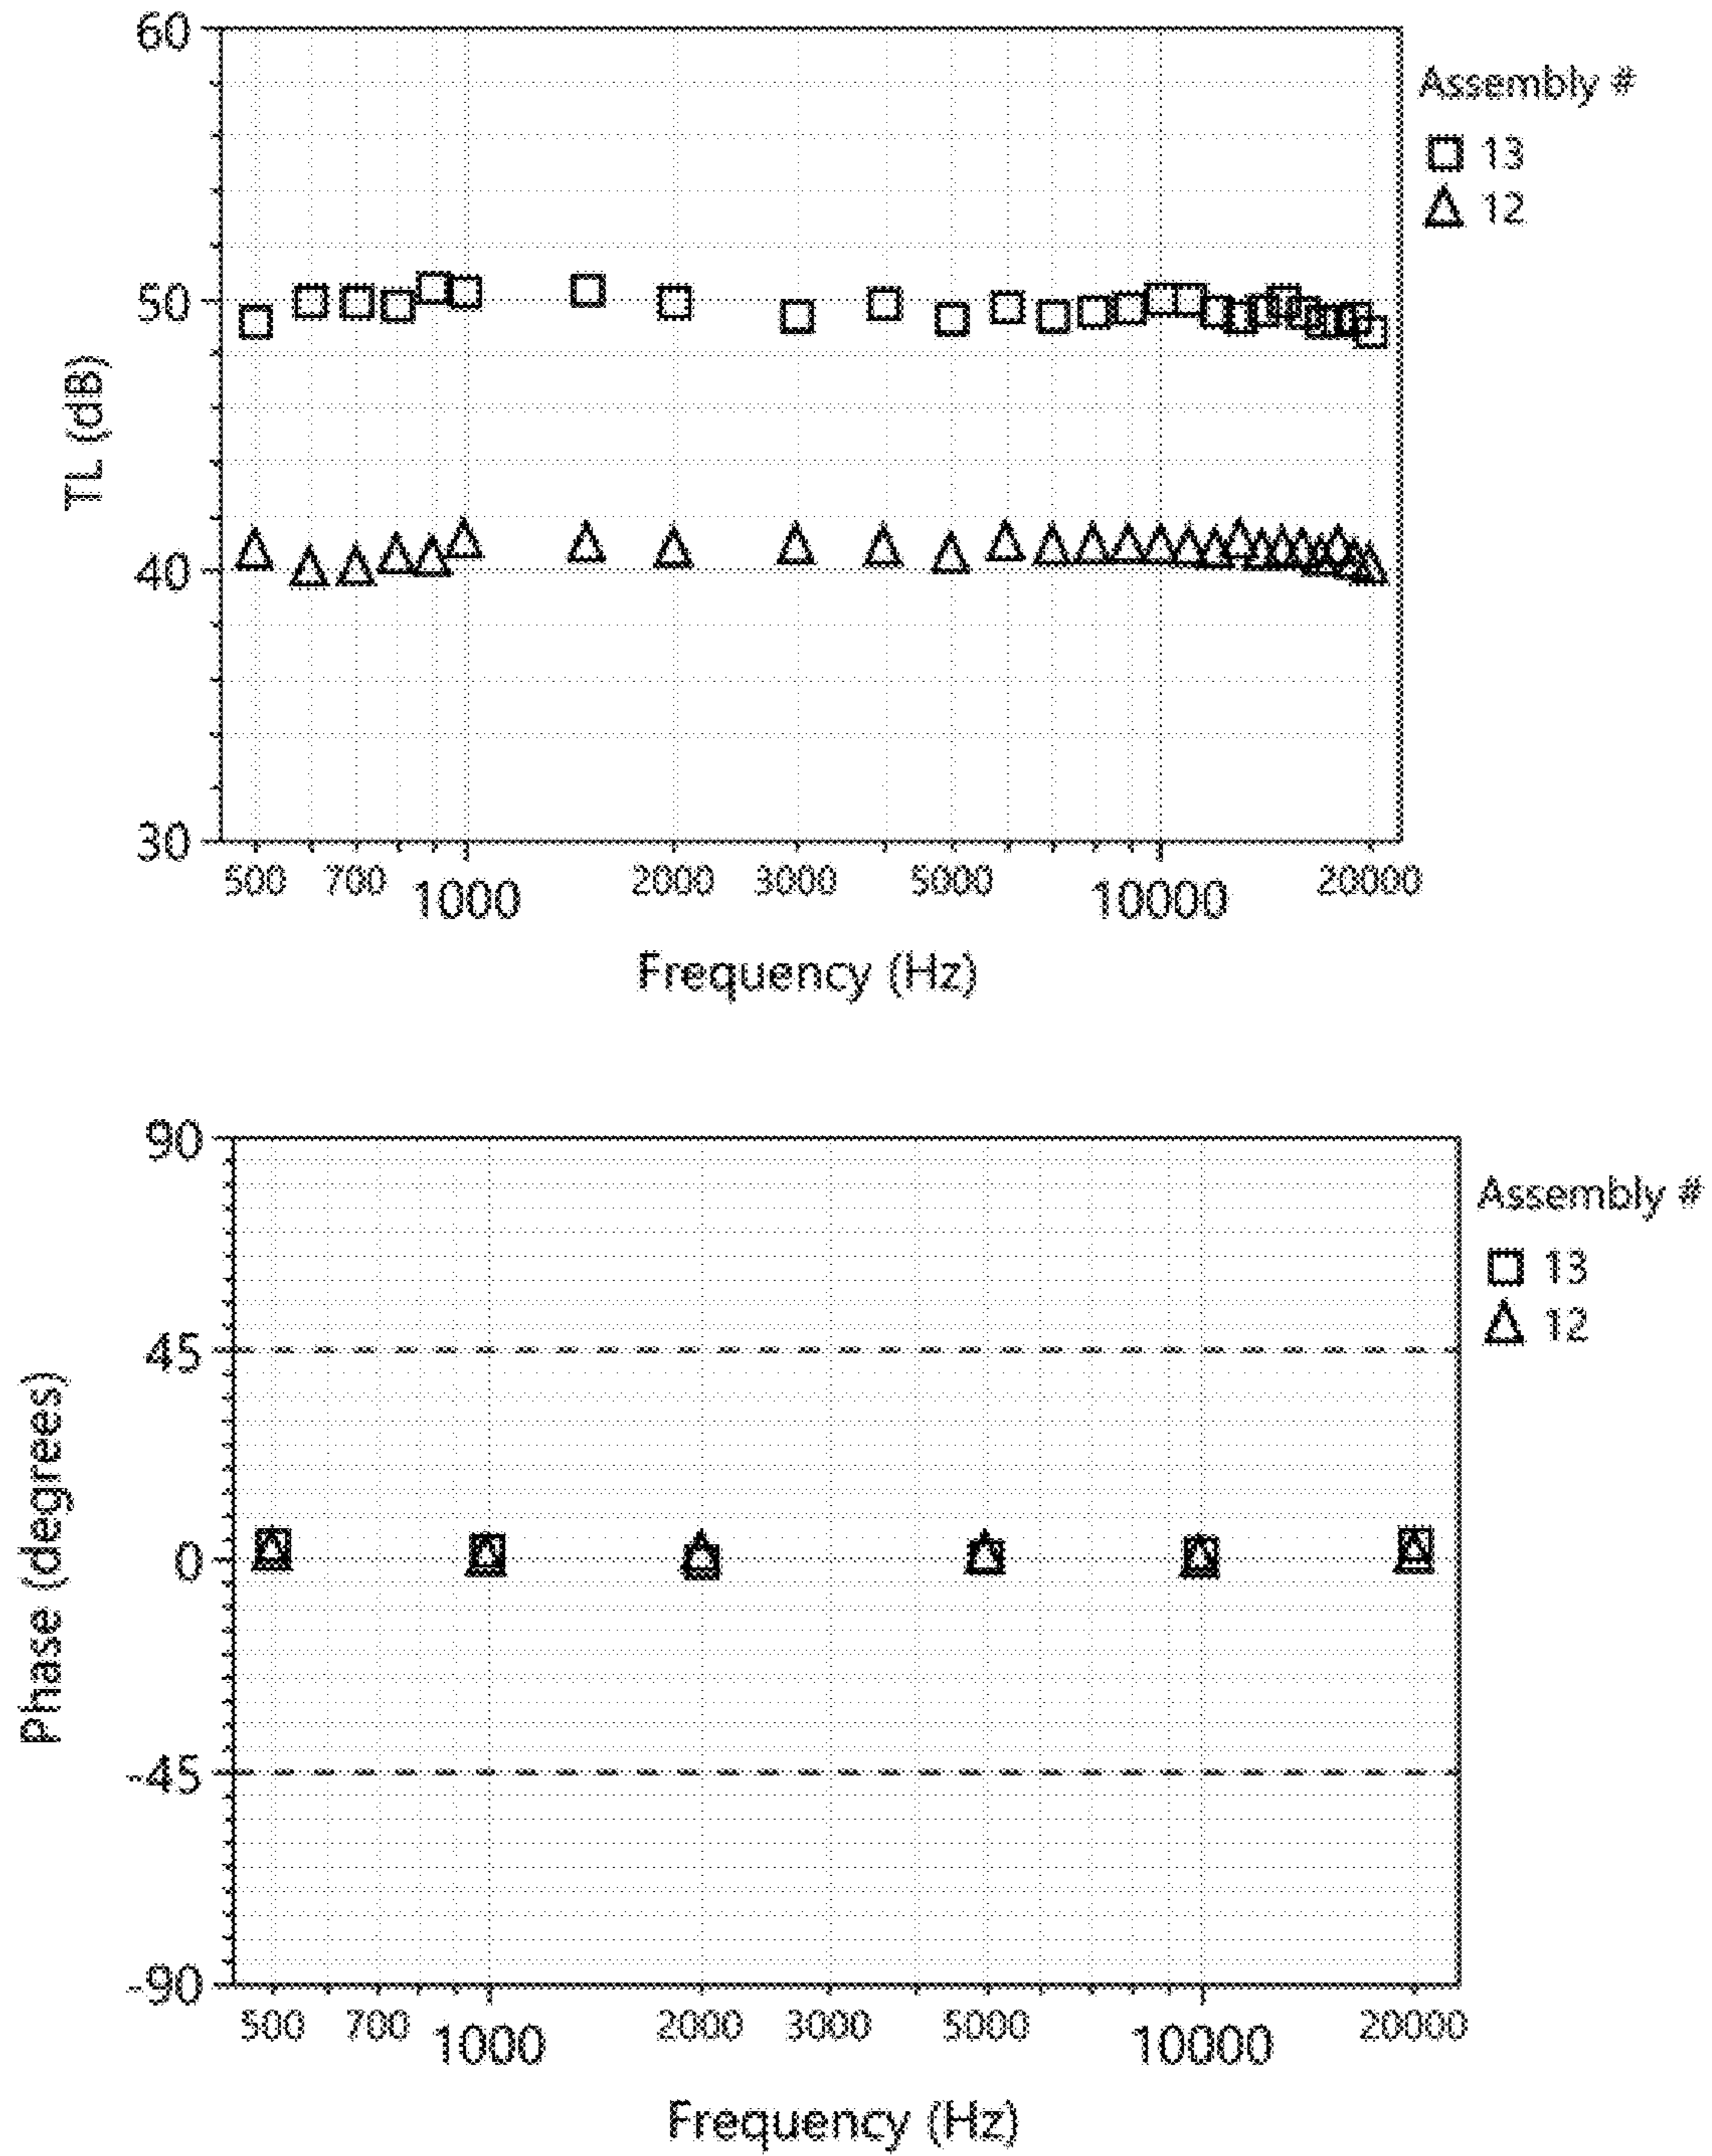 60
50
40
30
TL (dB)
Assembly #
13
12
500 700 1000 2000 3000 5000 10000 20000
Frequency (Hz)
90
45
0
-45
-90
Phase (degrees)
Assembly #
13
12
500 700 1000 2000 3000 5000 10000 20000
Frequency (Hz)